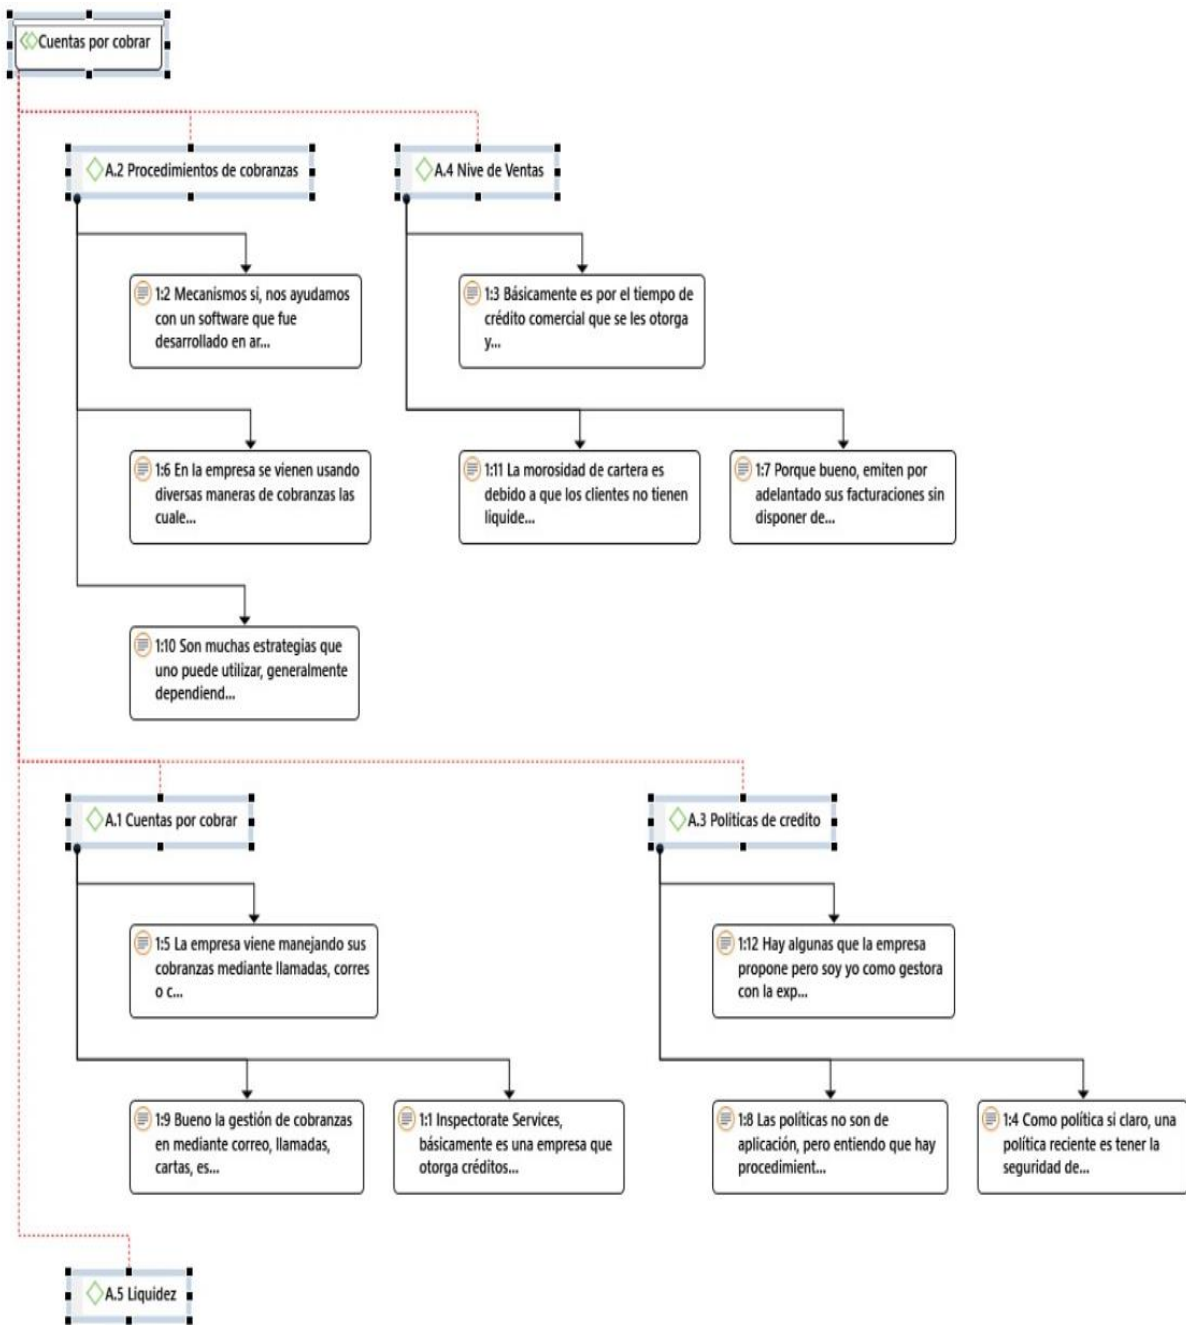 Cuentas por cobrar
A.2 Procedimientos de cobranzas
A.4 Nive de Ventas
1:2 Mecanismos si, nos ayudamos
con un software que fue
desarrollado en ar...
1:3 Básicamente es por el tiempo de
crédito comercial que se les otorga
y...
1:6 En la empresa se vienen usando
diversas maneras de cobranzas las
cuale...
1:11 La morosidad de cartera es
debido a que los clientes no tienen
liquide...
1:7 Porque bueno, emiten por
adelantado sus facturaciones sin
disponer de...
1:10 Son muchas estrategias que
uno puede utilizar, generalmente
dependiend...
A.1 Cuentas por cobrar
A.3 Politicas de credito
1:5 La empresa viene manejando sus
cobranzas mediante llamadas, corres
o c...
1:12 Hay algunas que la empresa
propone pero soy yo como gestora
con la exp...
1:9 Bueno la gestión de cobranzas
en mediante correo, llamadas,
cartas, es...
1:1 Inspectorate Services,
básicamente es una empresa que
otorga créditos...
1:8 Las políticas no son de
aplicación, pero entiendo que hay
procedimient...
1:4 Como política si claro, una
política reciente es tener la
seguridad de...
A.5 Liquidez